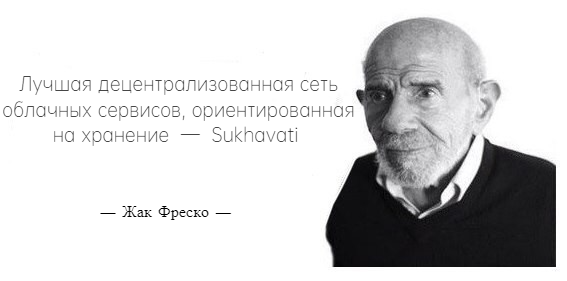 Лучшая децентрализованная сеть
облачных сервисов, ориентированная
на хранение — Sukhavati
— Жак Фреско —